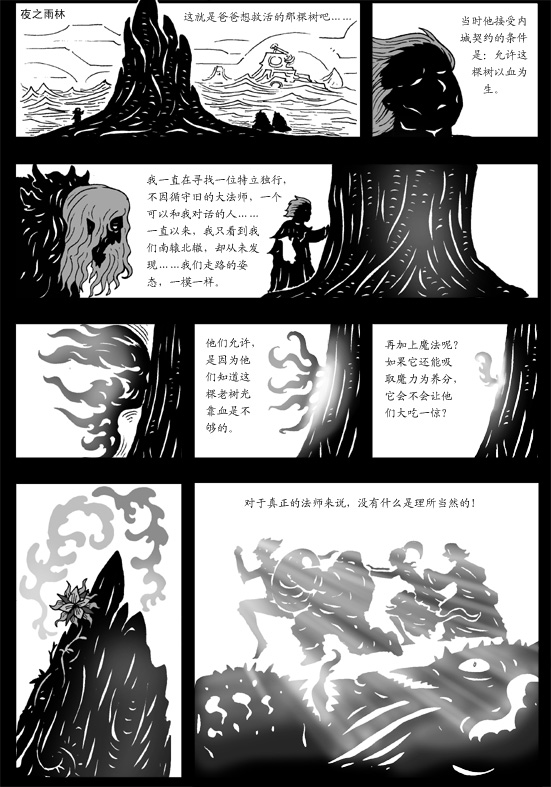 夜之雨林
这就是爸爸想救活的那棵树吧……
当时他接受内
城契约的条件
是：允许这
棵树以血为
生。
我一直在寻找一位特立独行，
不因循守旧的大法师，一个
可以和我对话的人……
一直以来，我只看到我
们南辕北辙，却从未发
现……我们走路的姿
态，一模一样。
他们允许，
是因为他
们知道这
棵老树光
靠血是不
够的。
再加上魔法呢？
如果它还能吸
取魔力为养分，
它会不会让他
们大吃一惊？
对于真正的法师来说，没有什么是理所当然的！